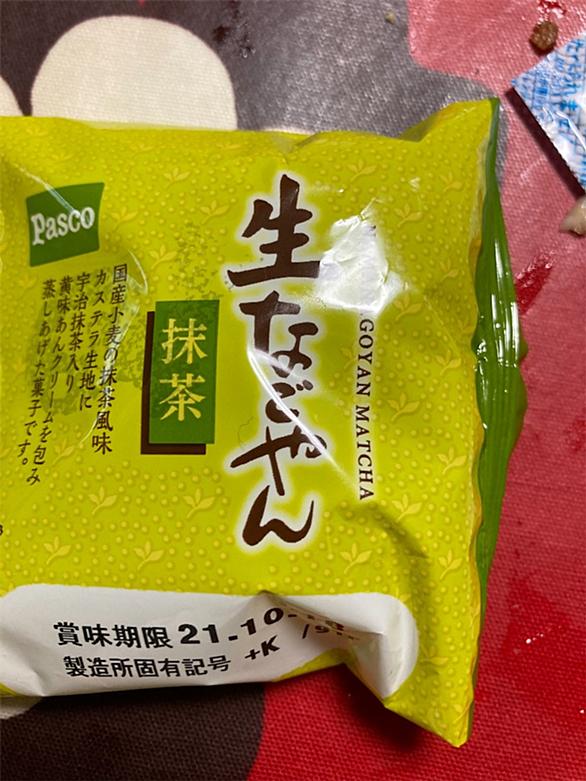 Pasco
生なごやん
GOYAN MATCHA
抹茶
国産小麦の抹茶風味
カステラ生地に
宇治抹茶入り
黄味あんクリームを包み
蒸しあげた菓子です。
賞味期限 21.10.
製造所固有記号 +K